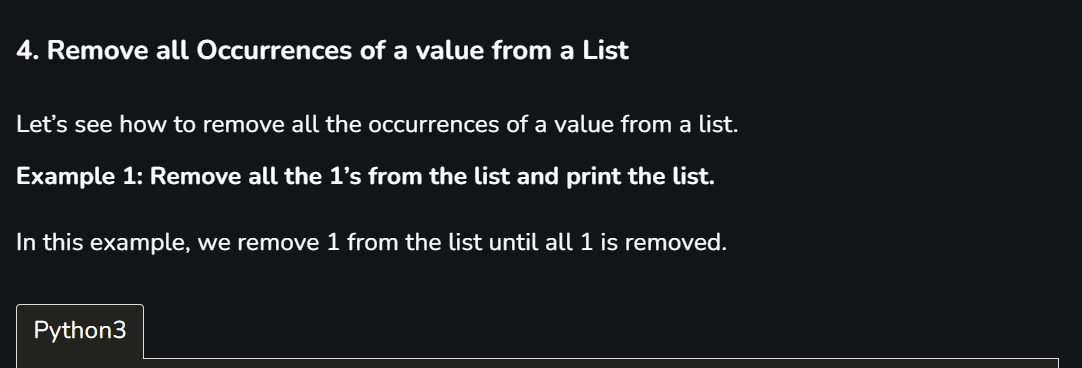 4. Remove all Occurrences of a value from a List
Let’s see how to remove all the occurrences of a value from a list.
Example 1: Remove all the 1’s from the list and print the list.
In this example, we remove 1 from the list until all 1 is removed.
Python3